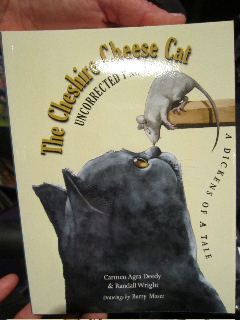 The Cheshire Cheese Cat
UNCORRECTED
A DICKENS OF A TALE
Carmen Agra Deedy
& Randall Wright
Drawings by Barry Moser